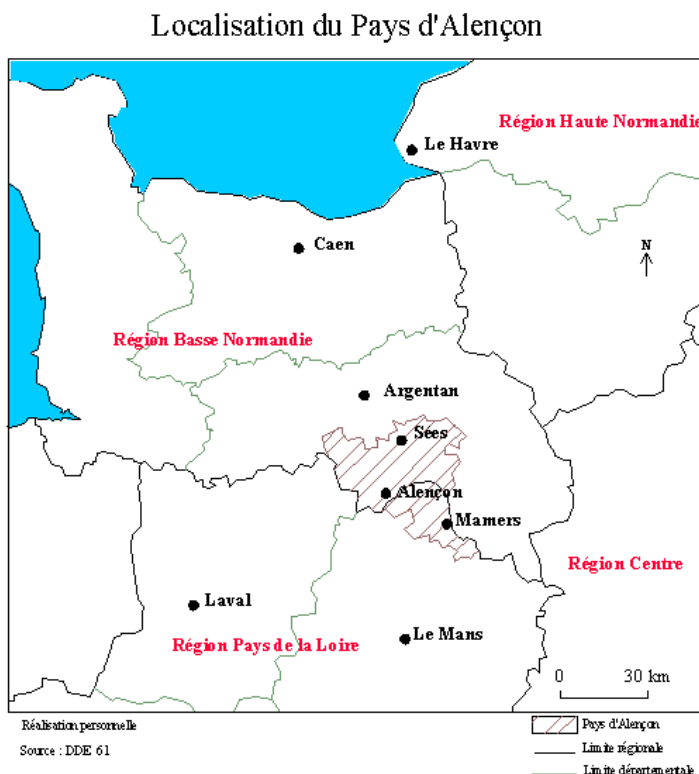 Localisation du Pays d'Alençon
Région Haute Normandie
Le Havre
N
Caen
Région Basse Normandie
Argentan
Sées
Alençon
Mamers
Région Centre
Laval
Le Mans
Région Pays de la Loire
0 30 km
Réalisation personnelle
Source : DDE 61
Pays d'Alençon
Limite régionale
Limite départementale